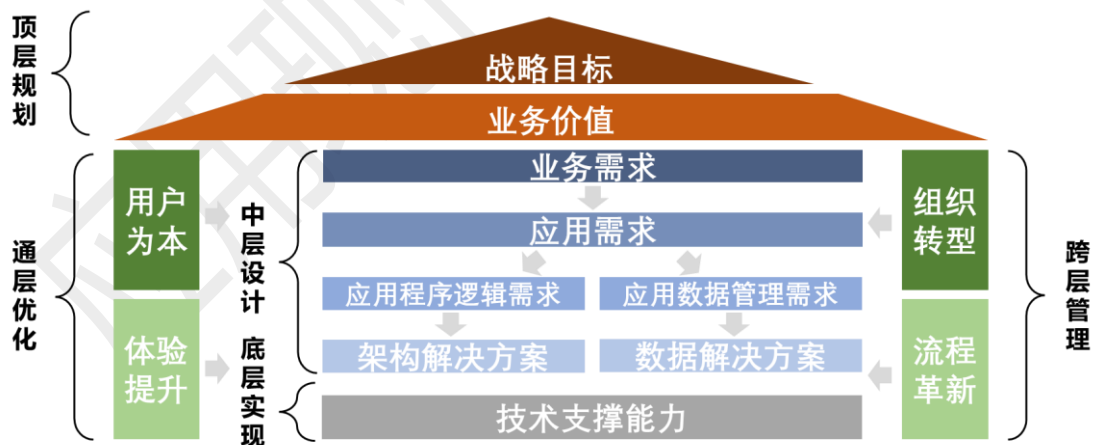 顶层规划
战略目标
业务价值
通层优化
用户
为本
体验
提升
中层设计
底层实现
业务需求
应用需求
应用程序逻辑需求
应用数据管理需求
架构解决方案
数据解决方案
技术支撑能力
组织
转型
流程
革新
跨层管理